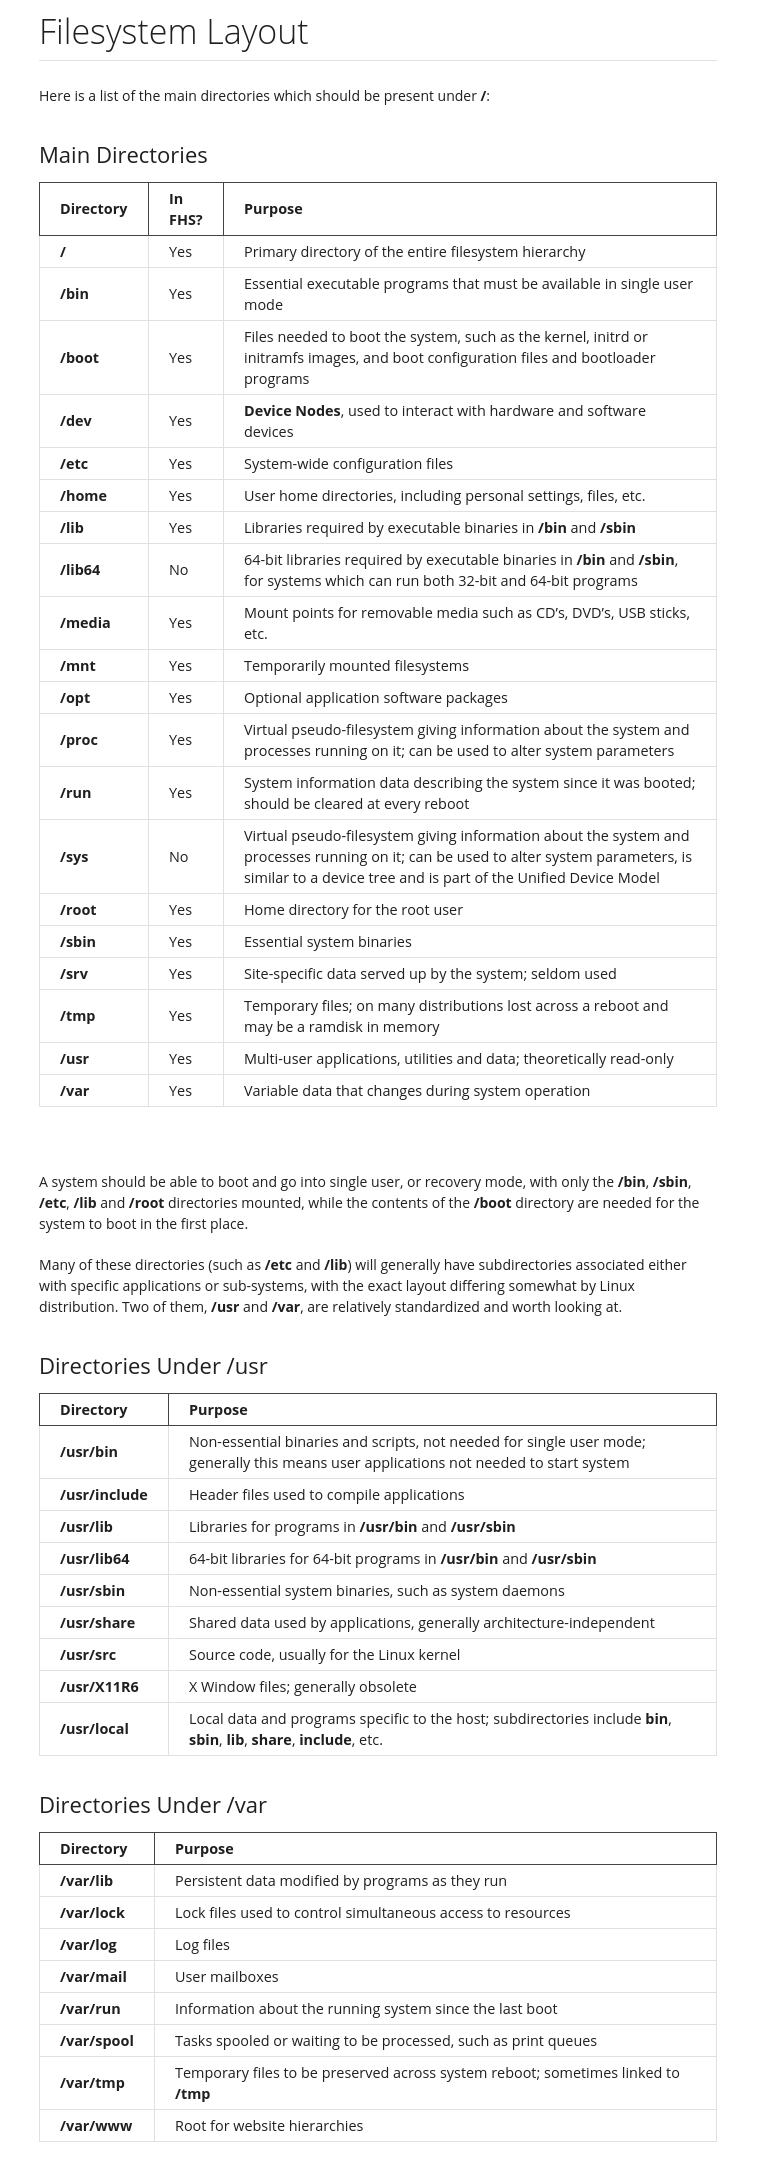 Filesystem Layout
Here is a list of the main directories which should be present under /:
Main Directories
Directory In FHS? Purpose
/ Yes Primary directory of the entire filesystem hierarchy
/bin Yes Essential executable programs that must be available in single user
mode
/boot Yes Files needed to boot the system, such as the kernel, initrd or
initramfs images, and boot configuration files and bootloader
programs
/dev Yes Device Nodes, used to interact with hardware and software
devices
/etc Yes System-wide configuration files
/home Yes User home directories, including personal settings, files, etc.
/lib Yes Libraries required by executable binaries in /bin and /sbin
/lib64 No 64-bit libraries required by executable binaries in /bin and /sbin,
for systems which can run both 32-bit and 64-bit programs
/media Yes Mount points for removable media such as CD’s, DVD’s, USB sticks,
etc.
/mnt Yes Temporarily mounted filesystems
/opt Yes Optional application software packages
/proc Yes Virtual pseudo-filesystem giving information about the system and
processes running on it; can be used to alter system parameters
/run Yes System information data describing the system since it was booted;
should be cleared at every reboot
/sys No Virtual pseudo-filesystem giving information about the system and
processes running on it; can be used to alter system parameters, is
similar to a device tree and is part of the Unified Device Model
/root Yes Home directory for the root user
/sbin Yes Essential system binaries
/srv Yes Site-specific data served up by the system; seldom used
/tmp Yes Temporary files; on many distributions lost across a reboot and
may be a ramdisk in memory
/usr Yes Multi-user applications, utilities and data; theoretically read-only
/var Yes Variable data that changes during system operation
A system should be able to boot and go into single user, or recovery mode, with only the /bin, /sbin,
/etc, /lib and /root directories mounted, while the contents of the /boot directory are needed for the
system to boot in the first place.
Many of these directories (such as /etc and /lib) will generally have subdirectories associated either
with specific applications or sub-systems, with the exact layout differing somewhat by Linux
distribution. Two of them, /usr and /var, are relatively standardized and worth looking at.
Directories Under /usr
Directory Purpose
/usr/bin Non-essential binaries and scripts, not needed for single user mode;
generally this means user applications not needed to start system
/usr/include Header files used to compile applications
/usr/lib Libraries for programs in /usr/bin and /usr/sbin
/usr/lib64 64-bit libraries for 64-bit programs in /usr/bin and /usr/sbin
/usr/sbin Non-essential system binaries, such as system daemons
/usr/share Shared data used by applications, generally architecture-independent
/usr/src Source code, usually for the Linux kernel
/usr/X11R6 X Window files; generally obsolete
/usr/local Local data and programs specific to the host; subdirectories include bin,
sbin, lib, share, include, etc.
Directories Under /var
Directory Purpose
/var/lib Persistent data modified by programs as they run
/var/lock Lock files used to control simultaneous access to resources
/var/log Log files
/var/mail User mailboxes
/var/run Information about the running system since the last boot
/var/spool Tasks spooled or waiting to be processed, such as print queues
/var/tmp Temporary files to be preserved across system reboot; sometimes linked to
/tmp
/var/www Root for website hierarchies